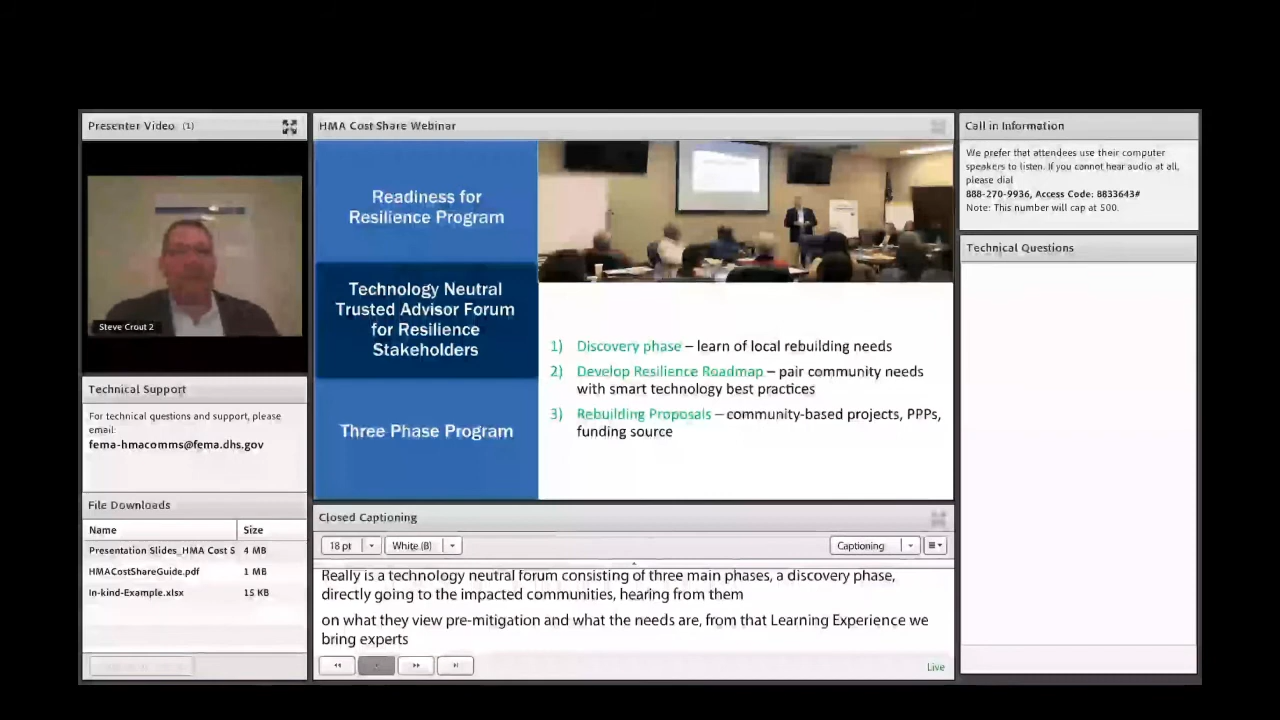 Presenter Video (1)
Steve Crout 2
Technical Support
For technical questions and support, please
email:
fema-hmacomms@fema.dhs.gov
File Downloads
Name Size
Presentation Slides_HMA Cost S 4 MB
HMACostShareGuide.pdf 1 MB
In-kind-Example.xlsx 15 KB
HMA Cost Share Webinar
Readiness for
Resilience Program
Technology Neutral
Trusted Advisor Forum
for Resilience
Stakeholders
Three Phase Program
1) Discovery phase – learn of local rebuilding needs
2) Develop Resilience Roadmap – pair community needs
with smart technology best practices
3) Rebuilding Proposals – community-based projects, PPPs,
funding source
Closed Captioning
18 pt White (B) Captioning
Really is a technology neutral forum consisting of three main phases, a discovery phase,
directly going to the impacted communities, hearing from them
on what they view pre-mitigation and what the needs are, from that Learning Experience we
bring experts
Live
Call in Information
We prefer that attendees use their computer
speakers to listen. If you cannot hear audio at all,
please dial
888-270-9936, Access Code: 8833643#
Note: This number will cap at 500.
Technical Questions